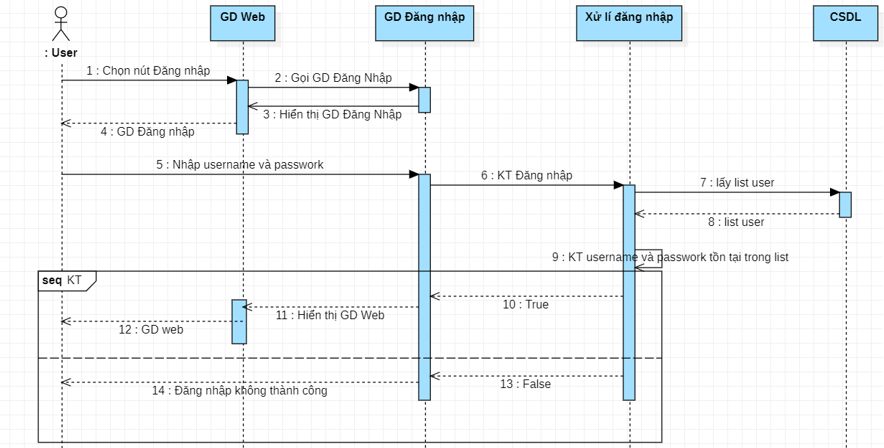 GD Web
GD Đăng nhập
Xử lí đăng nhập
CSDL
: User
1 : Chọn nút Đăng nhập
2 : Gọi GD Đăng Nhập
3 : Hiển thị GD Đăng Nhập
4 : GD Đăng nhập
5 : Nhập username và passwork
6 : KT Đăng nhập
7 : lấy list user
8 : list user
9 : KT username và passwork tồn tại trong list
seq KT
10 : True
11 : Hiển thị GD Web
12 : GD web
13 : False
14 : Đăng nhập không thành công